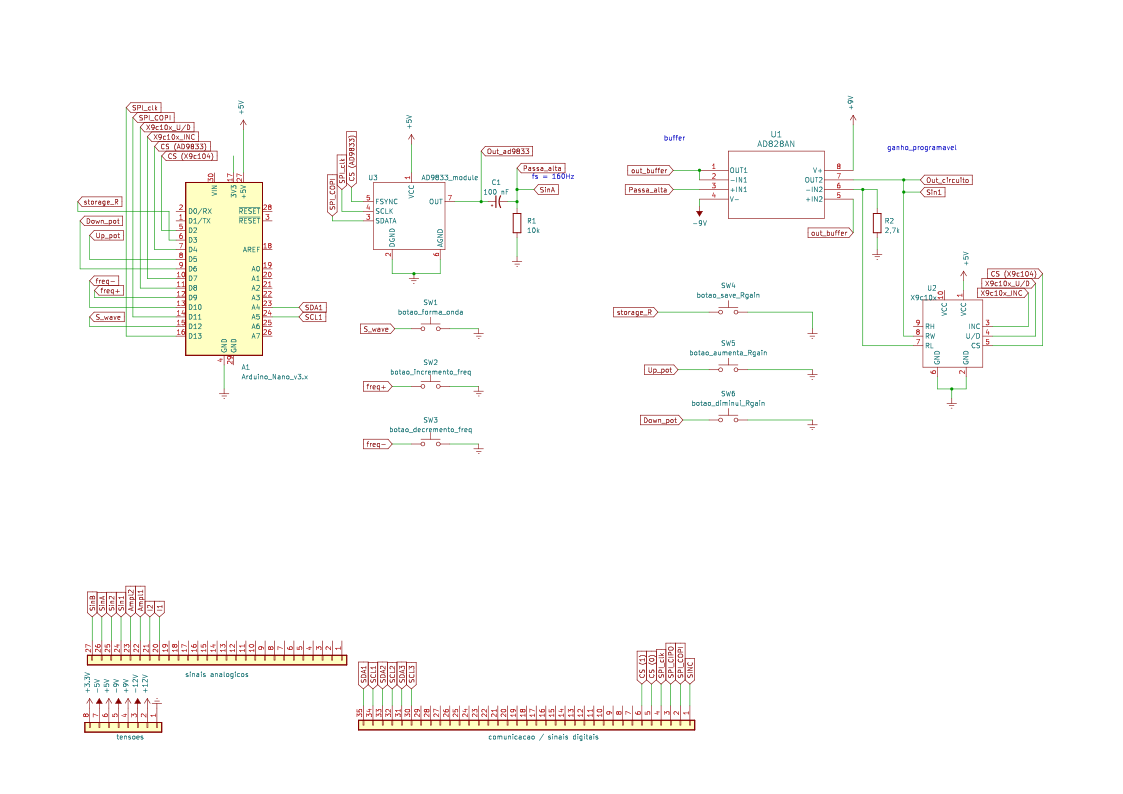 SPI_clk
SPI_COPI
X9c10x_U/D
X9c10x_INC
CS (AD9833)
CS (X9c104)
storage_R
Down_pot
Up_pot
freq-
freq+
S_wave
+5V
30
17
27
VIN
3V3
+5V
2 D0/RX
1 D1/TX
5 D2
6 D3
7 D4
8 D5
9 D6
10 D7
11 D8
12 D9
13 D10
14 D11
15 D12
16 D13
RESET 28
RESET 3
AREF 18
A0 19
A1 20
A2 21
A3 22
A4 23
A5 24
A6 25
A7 26
GND
GND
4
29
SDA1
SCL1
A1
Arduino_Nano_v3.x
SPI_COPI
SPI_clk
CS (AD9833)
+5V
U3
AD9833_module
1
VCC
5 FSYNC
4 SCLK
3 SDATA
OUT 7
DGND
AGND
2
6
Out_ad9833
C1
100 nF
Passa_alta
fs = 160Hz
SinA
R1
10k
SW1
botao_forma_onda
S_wave
SW2
botao_incremento_freq
freq+
SW3
botao_decremento_freq
freq-
buffer
out_buffer
Passa_alta
-9V
U1
AD828AN
1 OUT1
2 -IN1
3 +IN1
4 V-
V+ 8
OUT2 7
-IN2 6
+IN2 5
+9V
ganho_programavel
out_buffer
Out_circuito
Sin1
R2
2,7k
+5V
CS (X9c104)
X9c10x_U/D
X9c10x_INC
U2
X9c10x
10
1
VCC
VCC
9 RH
8 RW
7 RL
INC 3
U/D 4
CS 5
GND
GND
6
2
SW4
botao_save_Rgain
storage_R
SW5
botao_aumenta_Rgain
Up_pot
SW6
botao_diminui_Rgain
Down_pot
SinB
SinA
Sin2
Sin1
Ampl2
Ampl1
I2
I1
27 26 25 24 23 22 21 20 19 18 17 16 15 14 13 12 11 10 9 8 7 6 5 4 3 2 1
sinais analogicos
+3.3V
-5V
+5V
-9V
+9V
-12V
+12V
8 7 6 5 4 3 2 1
tensoes
SDA1
SCL1
SDA2
SCL2
SDA3
SCL3
CS (1)
CS (0)
SPI_clk
SPI_CIPO
SPI_COPI
SINC
35 34 33 32 31 30 29 28 27 26 25 24 23 22 21 20 19 18 17 16 15 14 13 12 11 10 9 8 7 6 5 4 3 2 1
comunicacao / sinais digitais